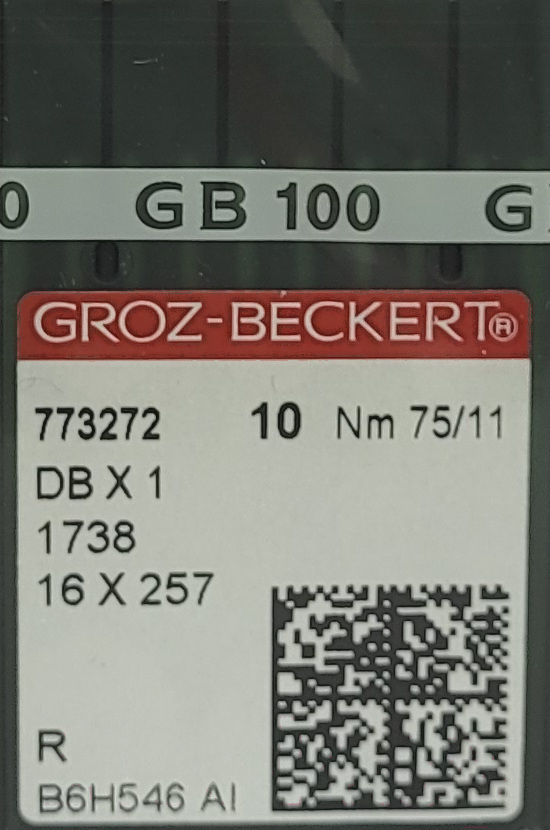 0 GB 100 G
GROZ-BECKERT®
773272 10 Nm 75/11
DB X 1
1738
16 X 257
R
B6H546 AI